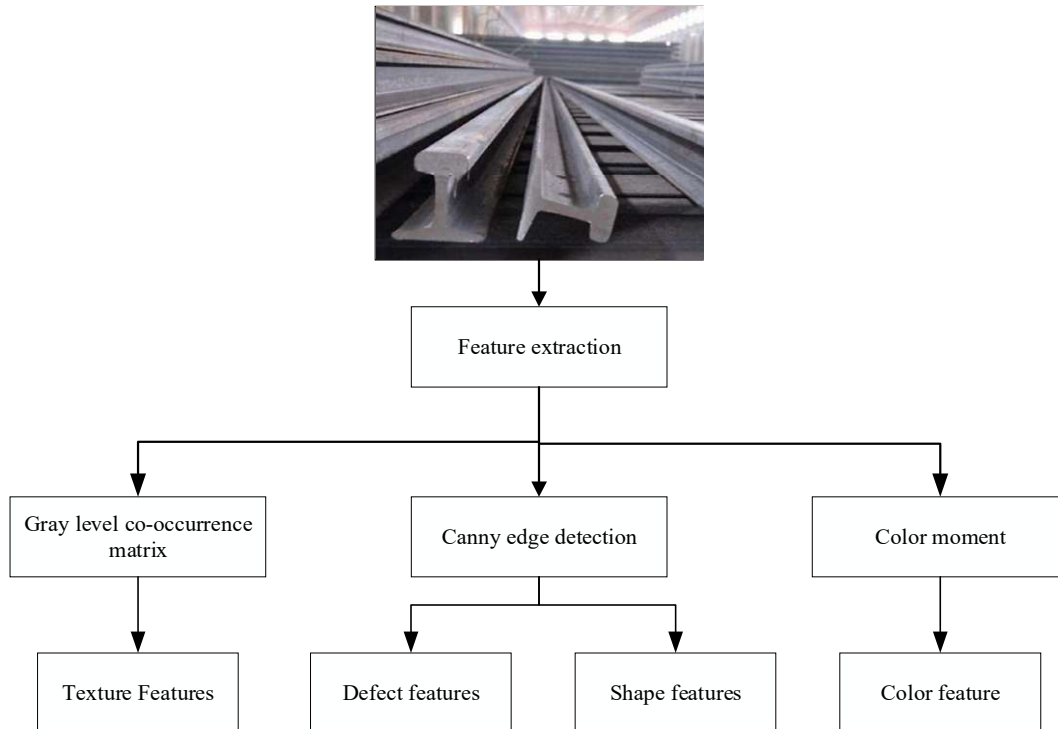 Feature extraction
Gray level co-occurrence
matrix
Canny edge detection
Color moment
Texture Features
Defect features
Shape features
Color feature